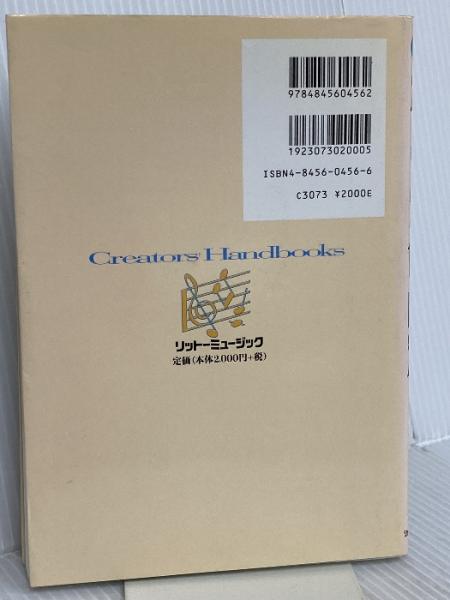 9784845604562
1923073020005
ISBN4-8456-0456-6
C3073 ¥2000E
Creators' Handbooks
リットーミュージック
定価(本体2,000円+税)